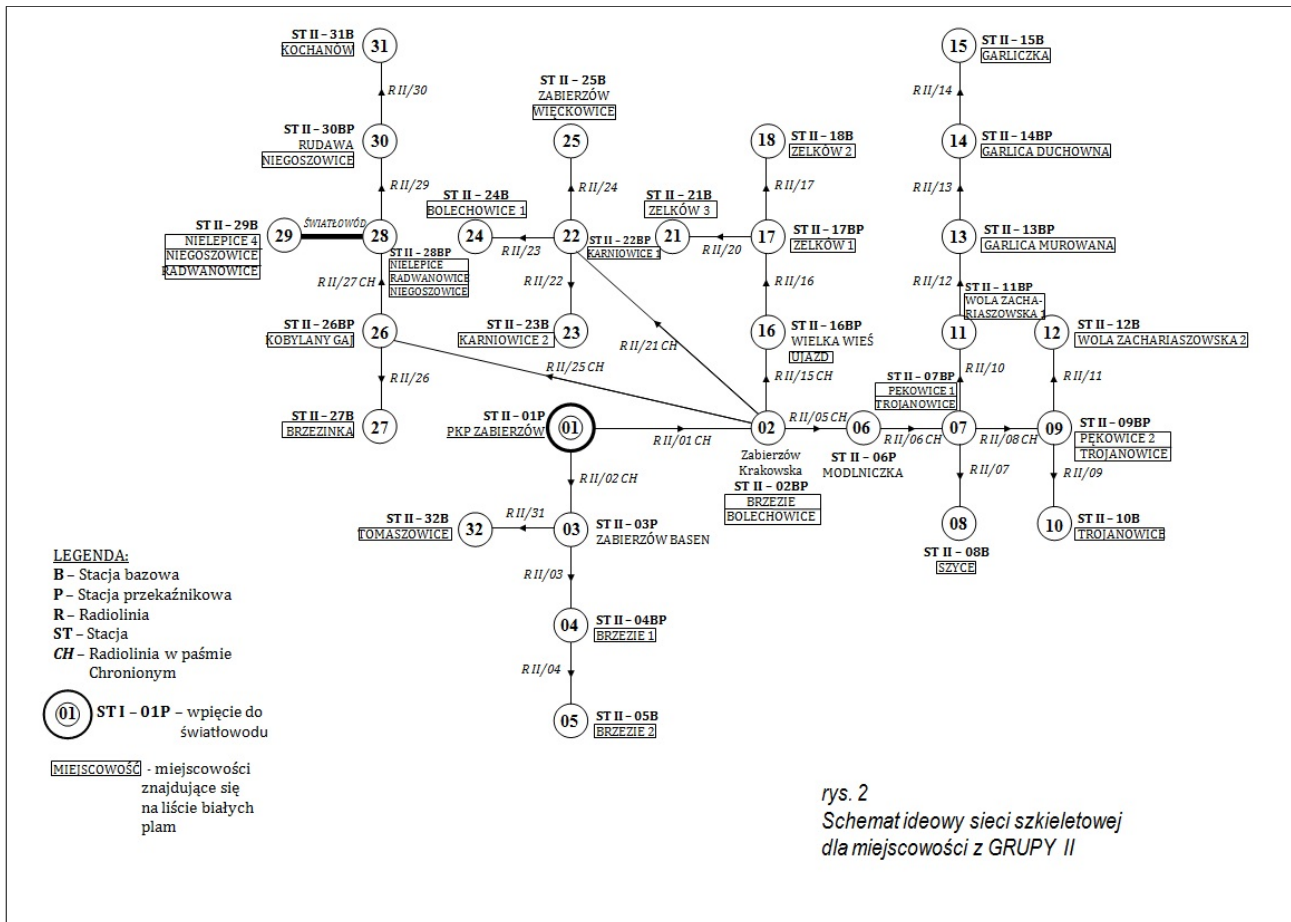 ST II – 31B
KOCHANÓW
31
R II/30
ST II – 30BP
RUDAWA
NIEGOSZOWICE
30
R II/29
ST II – 29B
NIELEPICE 4
NIEGOSZOWICE
RADWANOWICE
29
ŚWIATŁOWÓD
28
ST II – 28BP
NIELEPICE
RADWANOWICE
NIEGOSZOWICE
R II/27 CH
ST II – 26BP
KOBYLANY GAJ
26
R II/26
ST II – 27B
BRZEZINKA
27
R II/25 CH
ST II – 25B
ZABIERZÓW
WIĘCKOWICE
25
R II/24
ST II – 24B
BOLECHOWICE 1
24
R II/23
22
ST II – 22BP
KARNIOWICE 1
R II/22
ST II – 23B
KARNIOWICE 2
23
R II/21 CH
18
ST II – 18B
ZELKÓW 2
R II/17
ST II – 21B
ZELKÓW 3
21
R II/20
17
ST II – 17BP
ZELKÓW 1
R II/16
16
ST II – 16BP
WIELKA WIEŚ
UJAZD
R II/15 CH
15
ST II – 15B
GARLICZKA
R II/14
14
ST II – 14BP
GARLICA DUCHOWNA
R II/13
13
ST II – 13BP
GARLICA MUROWANA
R II/12
ST II – 11BP
WOLA ZACHA-
RIASZOWSKA 1
11
R II/10
12
ST II – 12B
WOLA ZACHARIASZOWSKA 2
R II/11
ST II – 07BP
PĘKOWICE 1
TROJANOWICE
ST II – 01P
PKP ZABIERZÓW
01
R II/01 CH
02
Zabierzów
Krakowska
ST II – 02BP
BRZEZIE
BOLECHOWICE
R II/05 CH
06
ST II – 06P
MODLNICZKA
R II/06 CH
07
R II/08 CH
09
ST II – 09BP
PĘKOWICE 2
TROJANOWICE
R II/07
08
ST II – 08B
SZYCE
R II/09
10
ST II – 10B
TROJANOWICE
R II/02 CH
ST II – 32B
TOMASZOWICE
32
R II/31
03
ST II – 03P
ZABIERZÓW BASEN
R II/03
04
ST II – 04BP
BRZEZIE 1
R II/04
05
ST II – 05B
BRZEZIE 2
LEGENDA:
B – Stacja bazowa
P – Stacja przekaźnikowa
R – Radiolinia
ST – Stacja
CH – Radiolinia w paśmie
Chronionym
01
ST I – 01P – wpięcie do
światłowodu
MIEJSCOWOŚĆ - miejscowości
znajdujące się
na liście białych
plam
rys. 2
Schemat ideowy sieci szkieletowej
dla miejscowości z GRUPY II